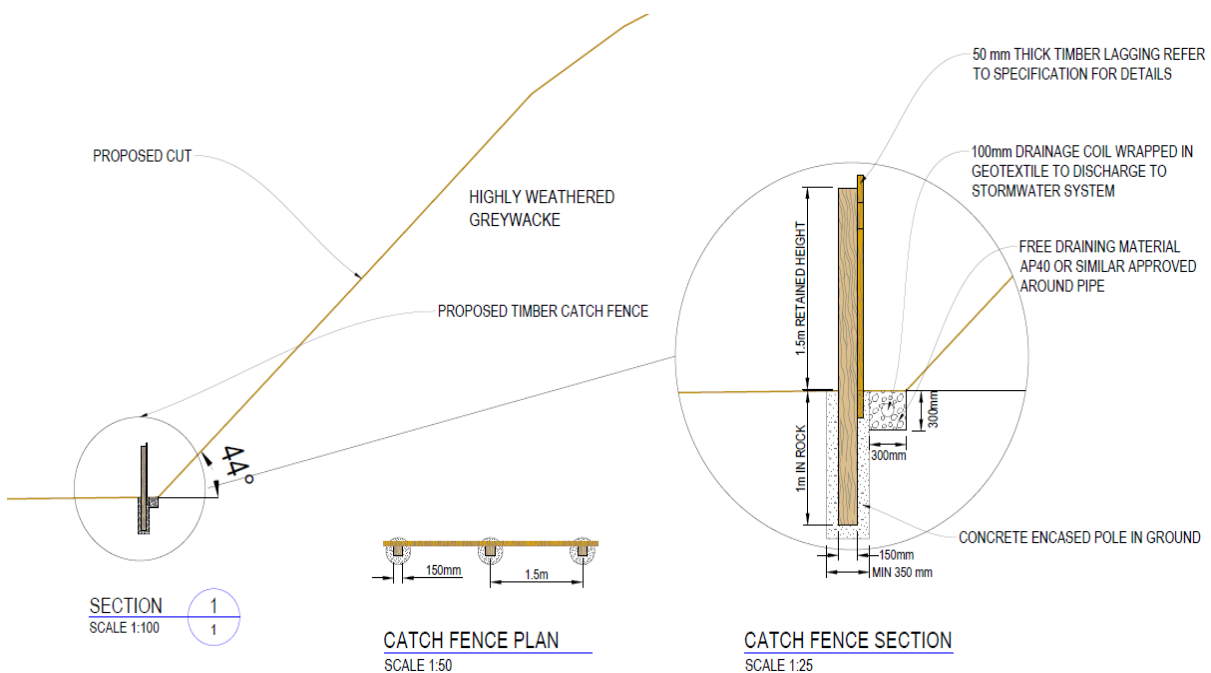 50 mm THICK TIMBER LAGGING REFER
TO SPECIFICATION FOR DETAILS
PROPOSED CUT
100mm DRAINAGE COIL WRAPPED IN
GEOTEXTILE TO DISCHARGE TO
STORMWATER SYSTEM
HIGHLY WEATHERED
GREYWACKE
FREE DRAINING MATERIAL
AP40 OR SIMILAR APPROVED
AROUND PIPE
PROPOSED TIMBER CATCH FENCE
1.5m RETAINED HEIGHT
44°
300mm
300mm
1m IN ROCK
CONCRETE ENCASED POLE IN GROUND
150mm
MIN 350 mm
150mm
1.5m
SECTION
SCALE 1:100
1
1
CATCH FENCE PLAN
SCALE 1:50
CATCH FENCE SECTION
SCALE 1:25